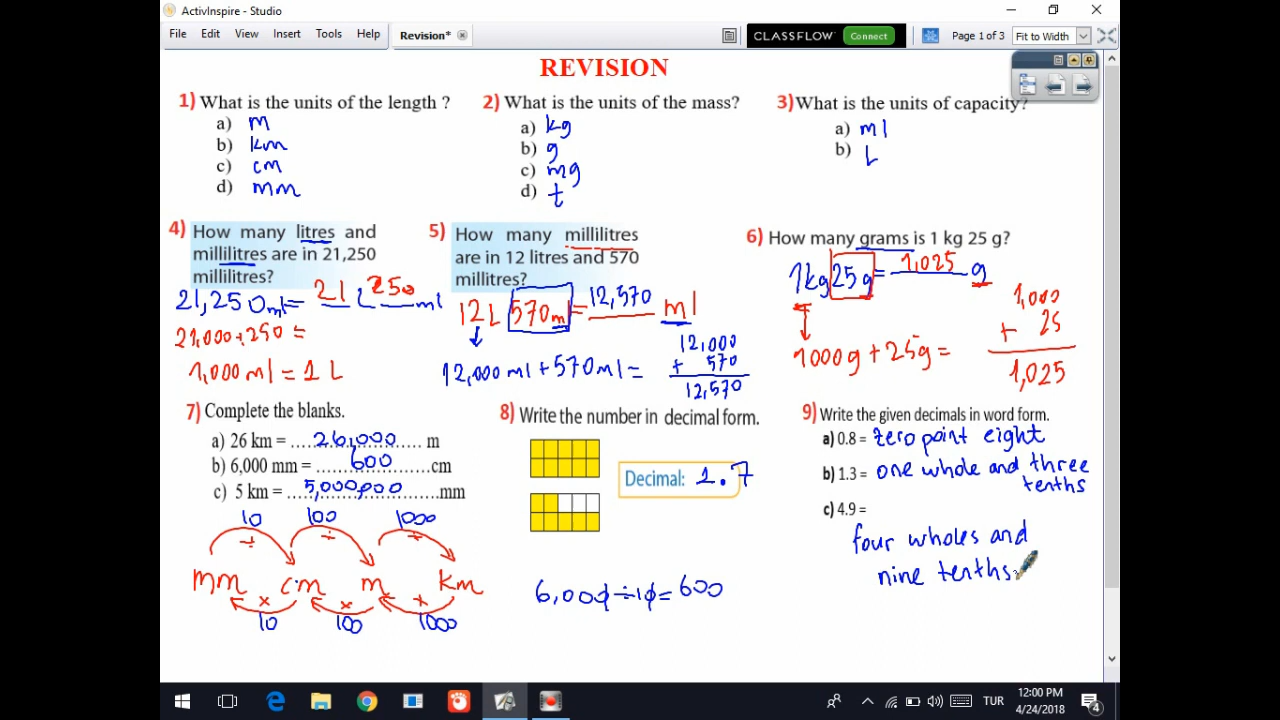 ActivInspire - Studio
File Edit View Insert Tools Help Revision* CLASSFLOW Connect Page 1 of 3 Fit to Width
REVISION
1) What is the units of the length ?
a) m
b) km
c) cm
d) mm
2) What is the units of the mass?
a) kg
b) g
c) mg
d) t
3) What is the units of capacity?
a) ml
b) L
4) How many litres and
millilitres are in 21,250
millilitres?
21,250ml = 21 L 250 ml
21,000+250 =
1,000 ml = 1 L
5) How many millilitres
are in 12 litres and 570
millitres?
12L 570ml = 12,570 ml
12,000 ml + 570 ml =
12,000
+ 570
12,570
6) How many grams is 1 kg 25 g?
1kg 25g = 1,025 g
1000g + 25g =
1,000
+ 25
1,025
7) Complete the blanks.
a) 26 km = ....26,000..... m
b) 6,000 mm = ....600....cm
c) 5 km = ...5,000,000...mm
10 100 1000
÷ ÷ ÷
mm cm m km
× × ×
10 100 1000
8) Write the number in decimal form.
Decimal: 1.7
6,000 ÷ 10 = 600
9) Write the given decimals in word form.
a) 0.8 = zero point eight
b) 1.3 = one whole and three
tenths
c) 4.9 =
four wholes and
nine tenths
TUR 12:00 PM
4/24/2018
4